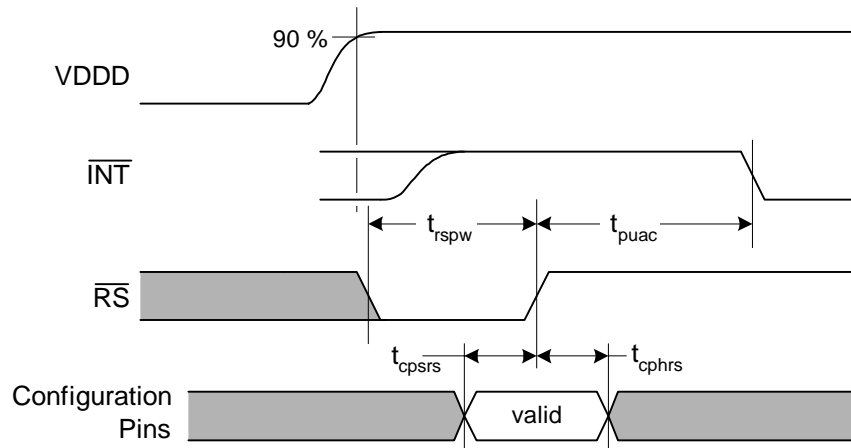 90 %
VDDD
INT
t_rspw
t_puac
RS
t_cpsrs
t_cphrs
Configuration
Pins
valid